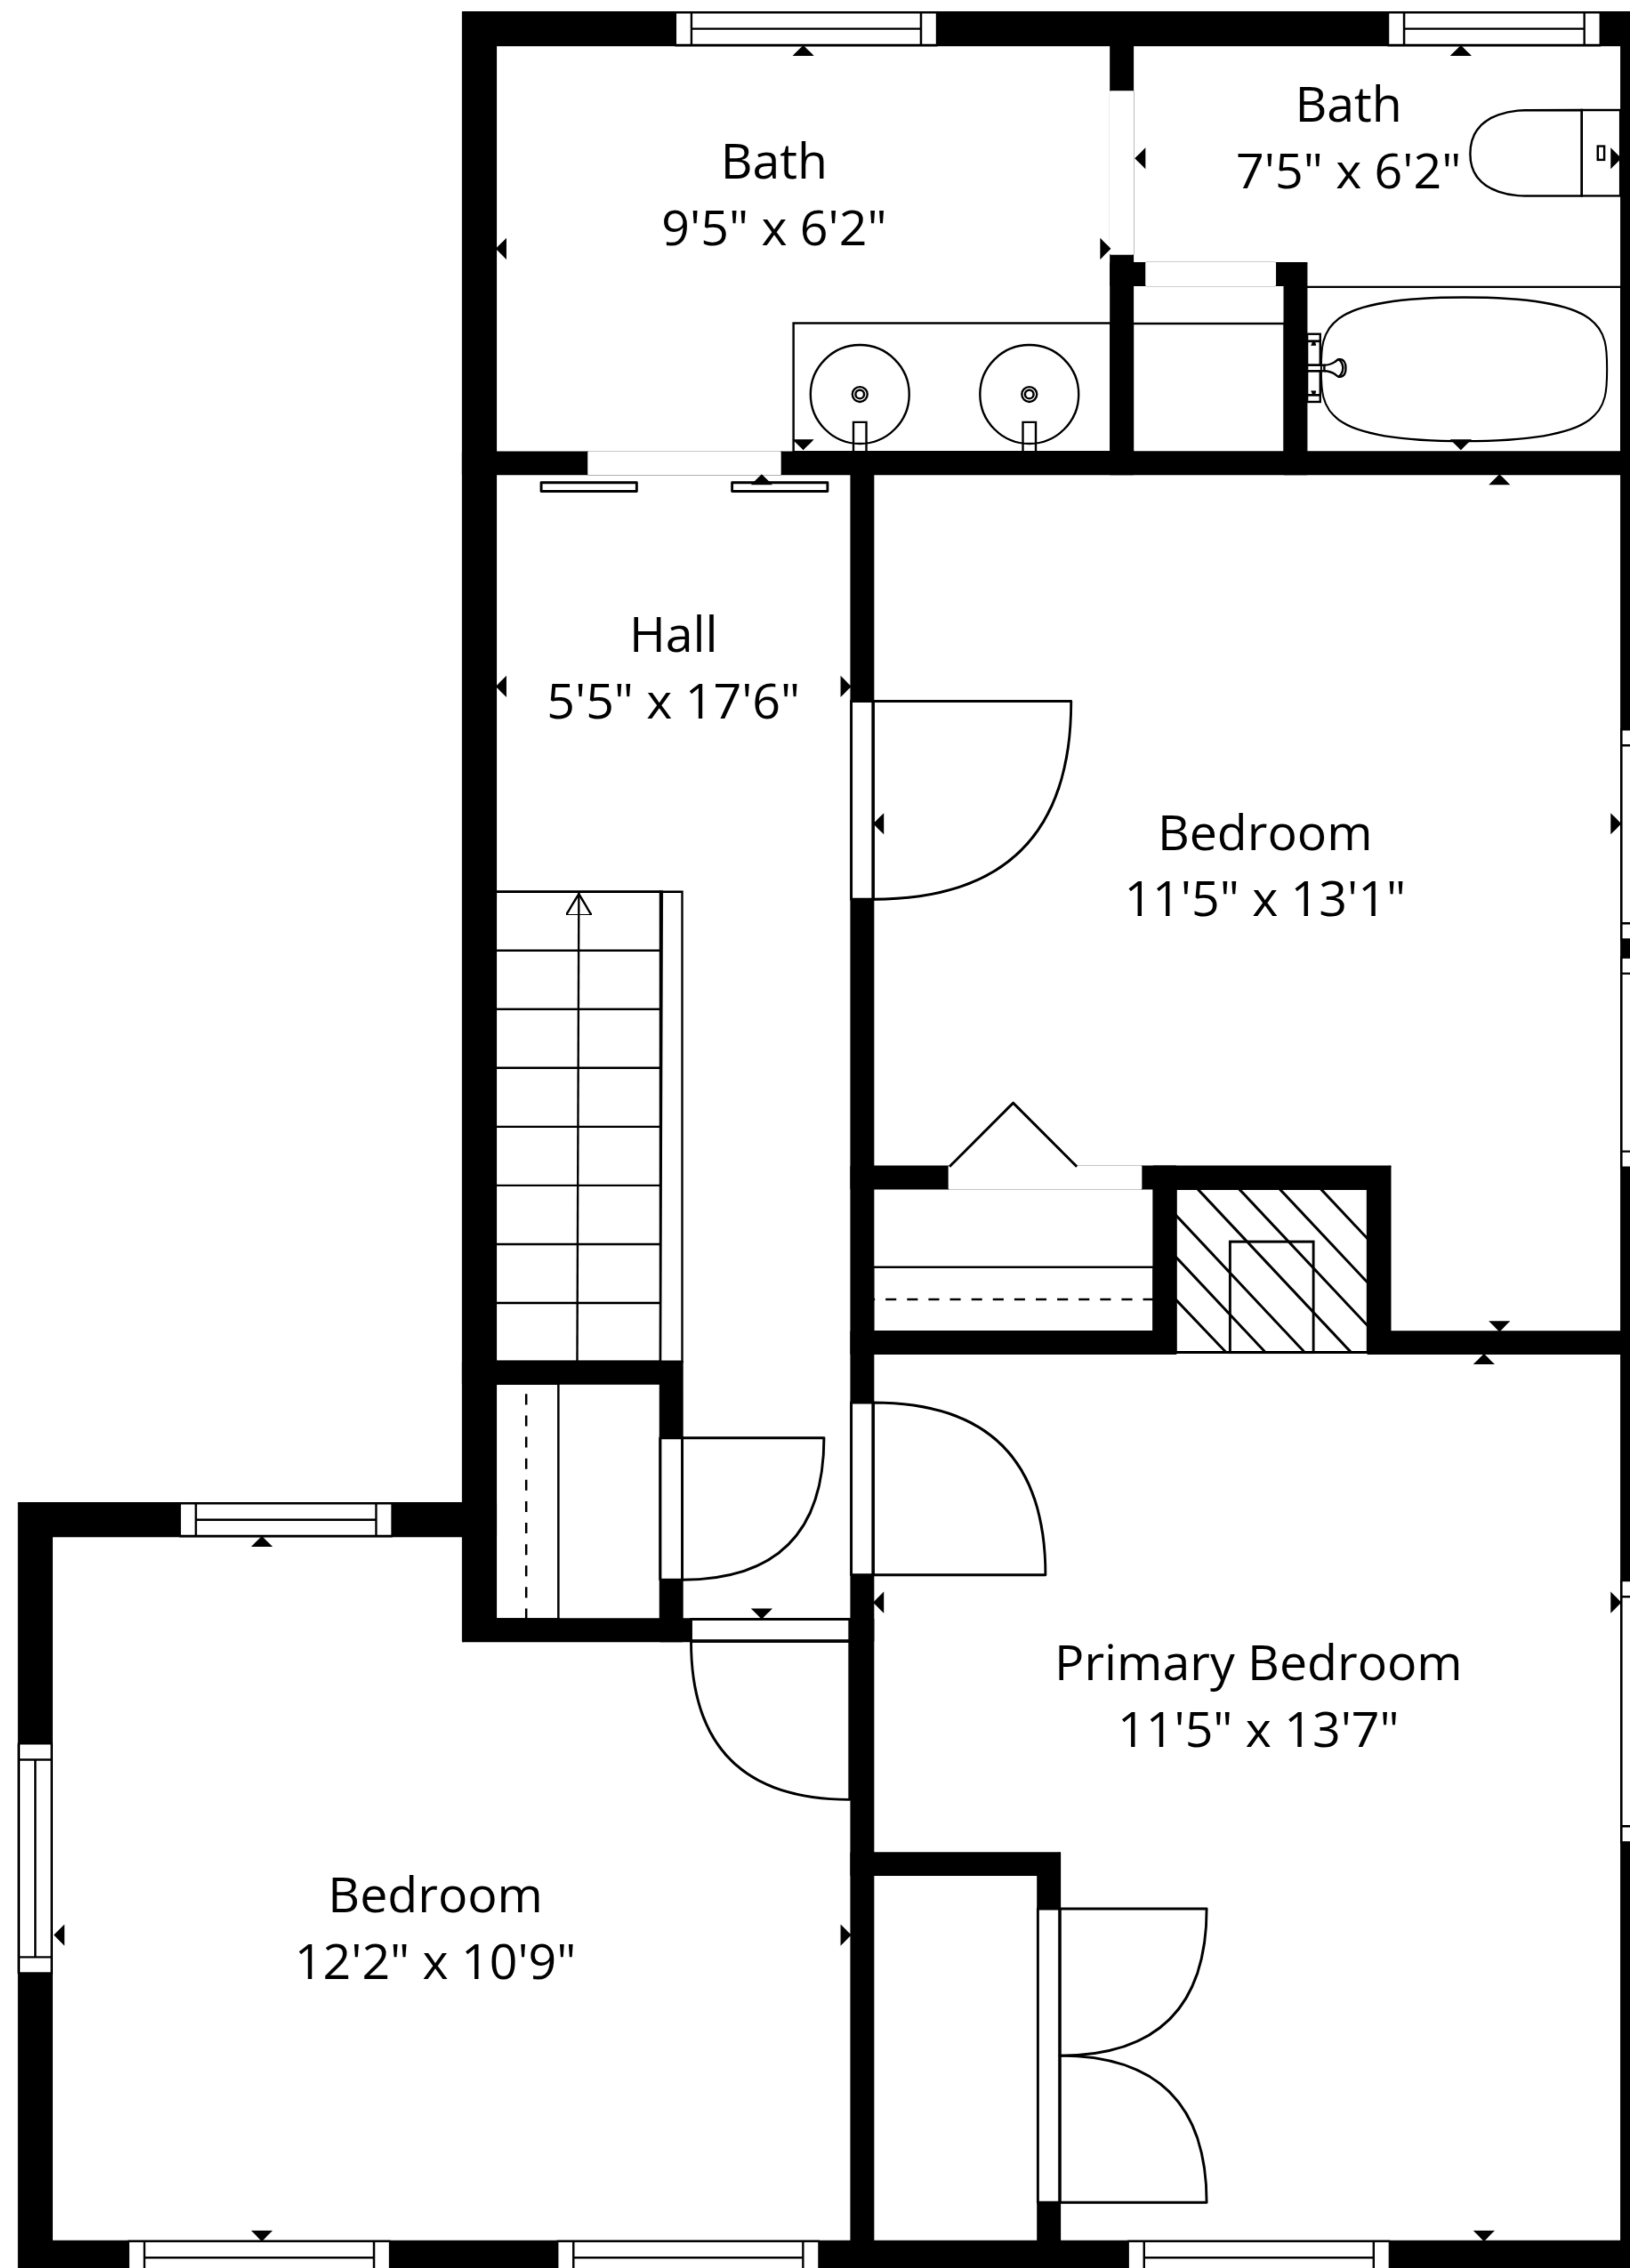 Bath
7'5" x 6'2"
Bath
9'5" x 6'2"
Hall
5'5" x 17'6"
Bedroom
11'5" x 13'1"
Primary Bedroom
11'5" x 13'7"
Bedroom
12'2" x 10'9"